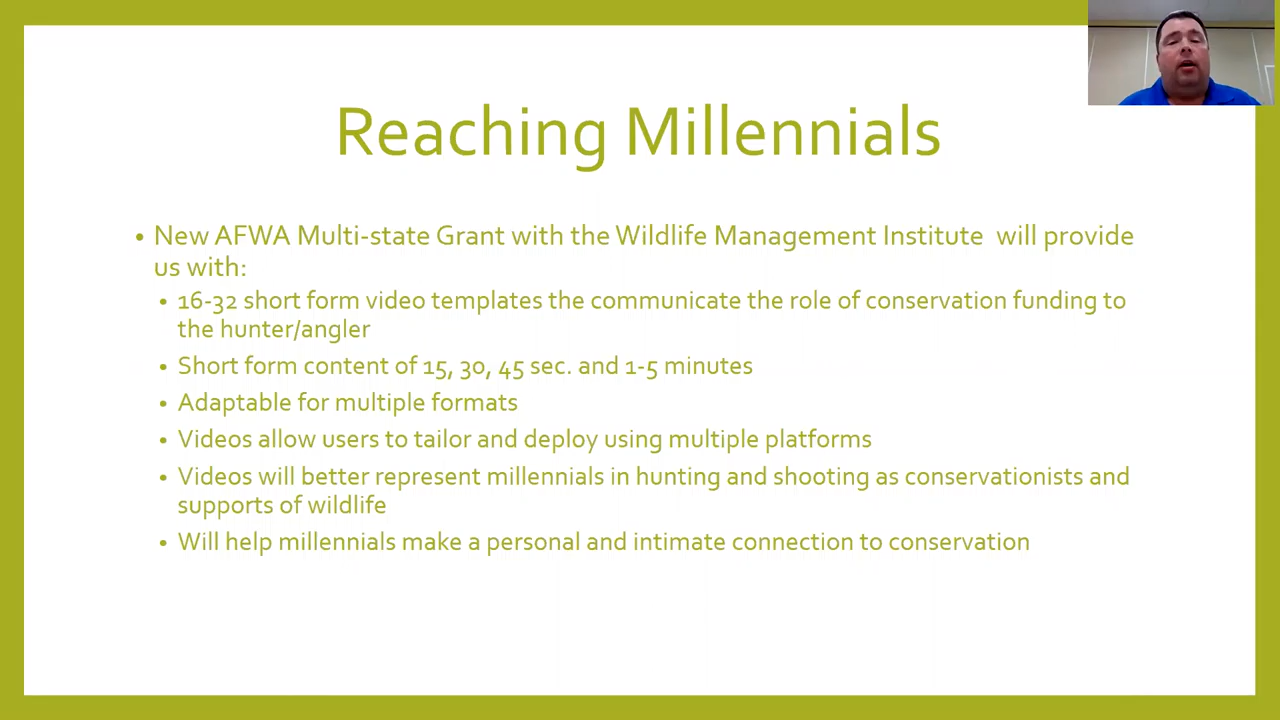 Reaching Millennials
• New AFWA Multi-state Grant with the Wildlife Management Institute will provide
us with:
• 16-32 short form video templates the communicate the role of conservation funding to
the hunter/angler
• Short form content of 15, 30, 45 sec. and 1-5 minutes
• Adaptable for multiple formats
• Videos allow users to tailor and deploy using multiple platforms
• Videos will better represent millennials in hunting and shooting as conservationists and
supports of wildlife
• Will help millennials make a personal and intimate connection to conservation